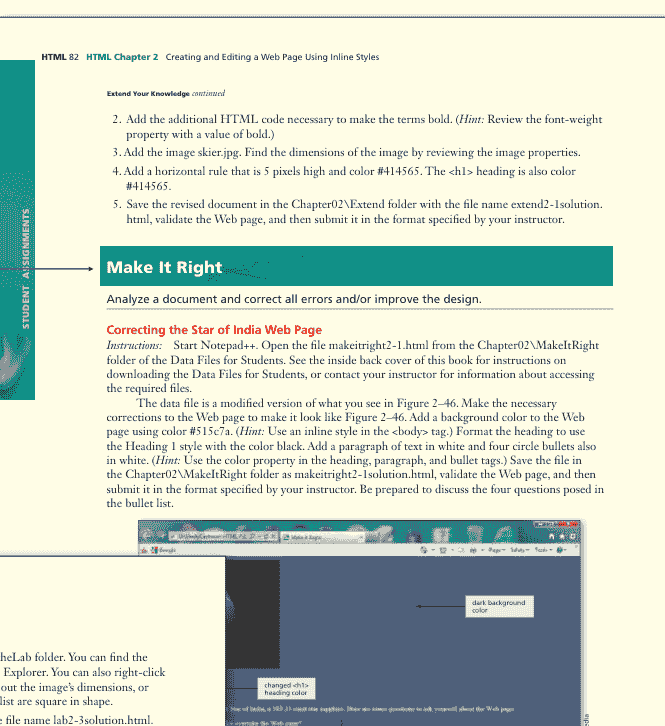 HTML 82 HTML Chapter 2 Creating and Editing a Web Page Using Inline Styles
Extend Your Knowledge continued
2. Add the additional HTML code necessary to make the terms bold. (Hint: Review the font-weight
property with a value of bold.)
3. Add the image skier.jpg. Find the dimensions of the image by reviewing the image properties.
4. Add a horizontal rule that is 5 pixels high and color #414565. The <h1> heading is also color
#414565.
5. Save the revised document in the Chapter02\Extend folder with the file name extend2-1solution.
html, validate the Web page, and then submit it in the format specified by your instructor.
STUDENT ASSIGNMENTS
Make It Right
Analyze a document and correct all errors and/or improve the design.
Correcting the Star of India Web Page
Instructions: Start Notepad++. Open the file makeitright2-1.html from the Chapter02\MakeItRight
folder of the Data Files for Students. See the inside back cover of this book for instructions on
downloading the Data Files for Students, or contact your instructor for information about accessing
the required files.
The data file is a modified version of what you see in Figure 2–46. Make the necessary
corrections to the Web page to make it look like Figure 2–46. Add a background color to the Web
page using color #515c7a. (Hint: Use an inline style in the <body> tag.) Format the heading to use
the Heading 1 style with the color black. Add a paragraph of text in white and four circle bullets also
in white. (Hint: Use the color property in the heading, paragraph, and bullet tags.) Save the file in
the Chapter02\MakeItRight folder as makeitright2-1solution.html, validate the Web page, and then
submit it in the format specified by your instructor. Be prepared to discuss the four questions posed in
the bullet list.
Google
dark background
color
changed <h1>
heading color
heLab folder. You can find the
Explorer. You can also right-click
out the image's dimensions, or
list are square in shape.
e file name lab2-3solution.html.